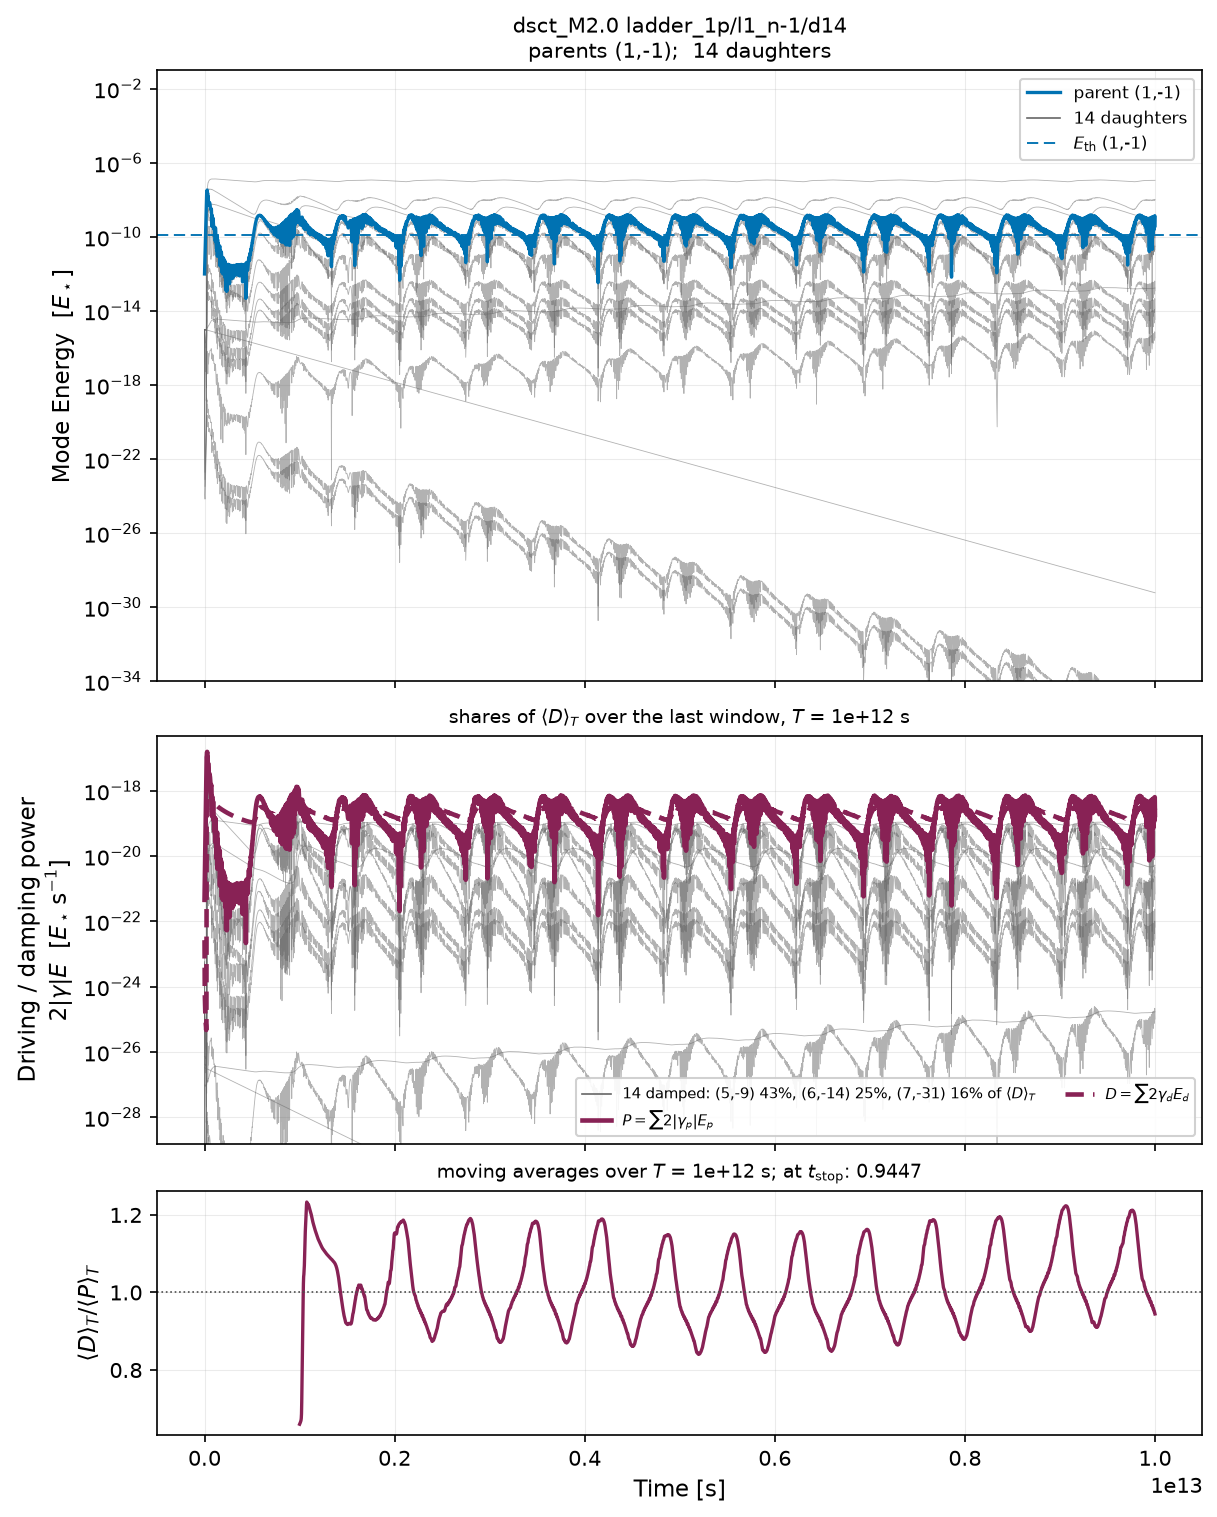 dsct_M2.0 ladder_1p/l1_n-1/d14
parents (1,-1);  14 daughters
parent (1,-1)
14 daughters
E_th (1,-1)
Mode Energy [E⋆]
10^−2
10^−6
10^−10
10^−14
10^−18
10^−22
10^−26
10^−30
10^−34
shares of ⟨D⟩_T over the last window, T = 1e+12 s
Driving / damping power
2|γ|E [E⋆ s^−1]
10^−18
10^−20
10^−22
10^−24
10^−26
10^−28
14 damped: (5,-9) 43%, (6,-14) 25%, (7,-31) 16% of ⟨D⟩_T
P = ∑2|γ_p|E_p
D = ∑2γ_dE_d
moving averages over T = 1e+12 s; at t_stop: 0.9447
⟨D⟩_T/⟨P⟩_T
1.2
1.0
0.8
0.0 0.2 0.4 0.6 0.8 1.0
1e13
Time [s]